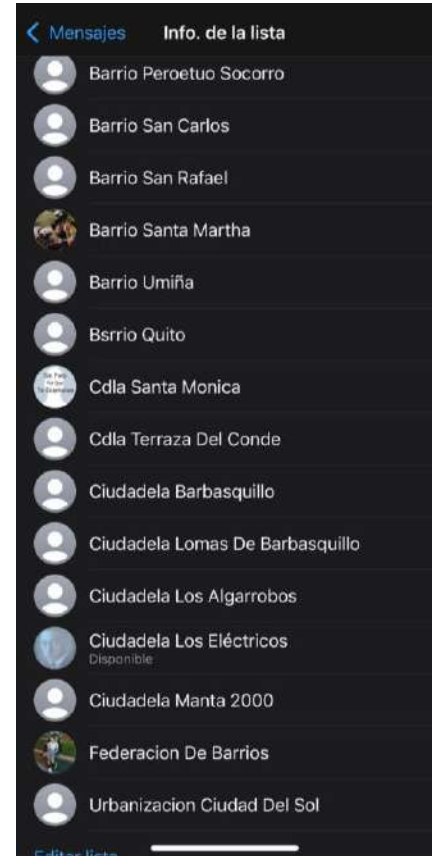 Mensajes
Info. de la lista
Barrio Peroetuo Socorro
Barrio San Carlos
Barrio San Rafael
Barrio Santa Martha
Barrio Umiña
Bsrrio Quito
Cdla Santa Monica
Cdla Terraza Del Conde
Ciudadela Barbasquillo
Ciudadela Lomas De Barbasquillo
Ciudadela Los Algarrobos
Ciudadela Los Eléctricos
Disponible
Ciudadela Manta 2000
Federacion De Barrios
Urbanizacion Ciudad Del Sol
Editar lista